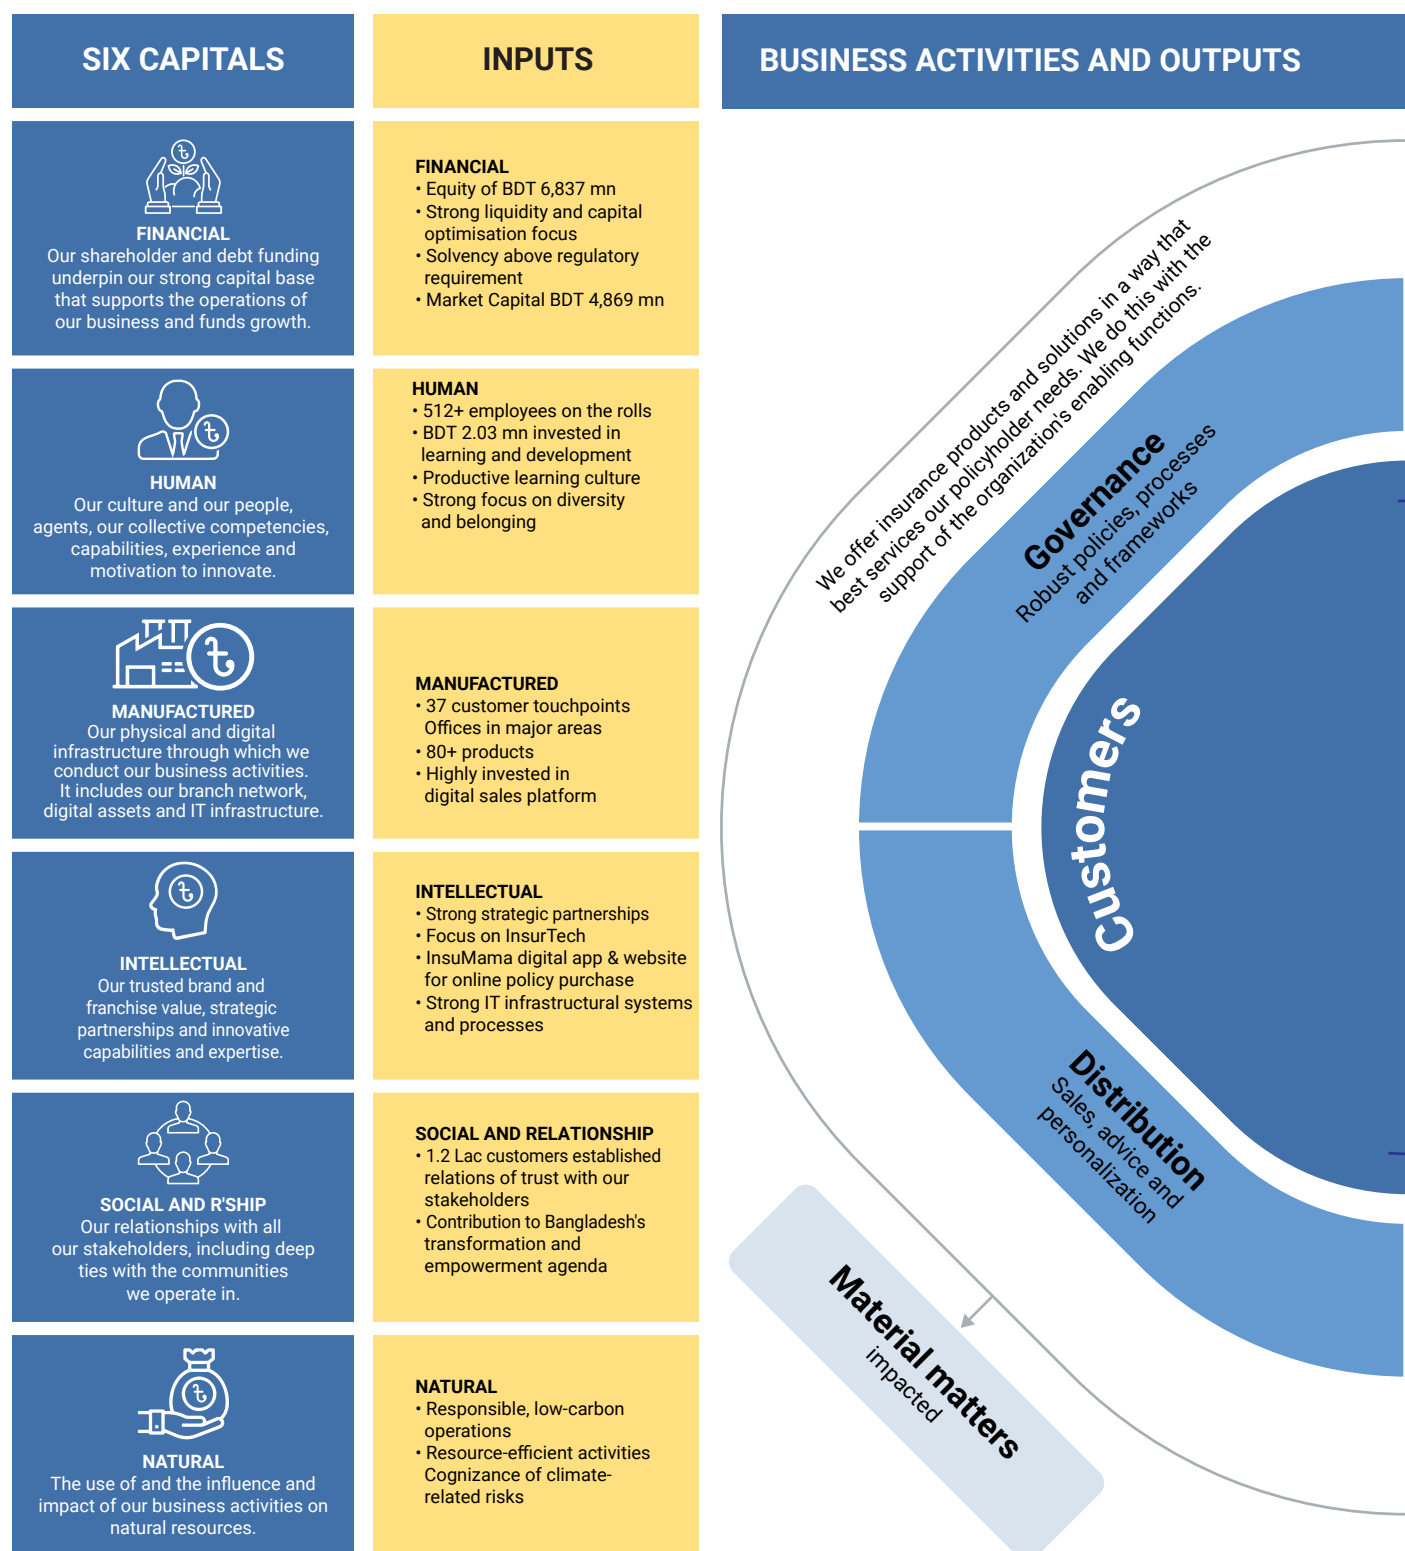 SIX CAPITALS
INPUTS
BUSINESS ACTIVITIES AND OUTPUTS
FINANCIAL
Our shareholder and debt funding
underpin our strong capital base
that supports the operations of
our business and funds growth.
FINANCIAL
• Equity of BDT 6,837 mn
• Strong liquidity and capital
optimisation focus
• Solvency above regulatory
requirement
• Market Capital BDT 4,869 mn
HUMAN
Our culture and our people,
agents, our collective competencies,
capabilities, experience and
motivation to innovate.
HUMAN
• 512+ employees on the rolls
• BDT 2.03 mn invested in
learning and development
• Productive learning culture
• Strong focus on diversity
and belonging
MANUFACTURED
Our physical and digital
infrastructure through which we
conduct our business activities.
It includes our branch network,
digital assets and IT infrastructure.
MANUFACTURED
• 37 customer touchpoints
Offices in major areas
• 80+ products
• Highly invested in
digital sales platform
INTELLECTUAL
Our trusted brand and
franchise value, strategic
partnerships and innovative
capabilities and expertise.
INTELLECTUAL
• Strong strategic partnerships
• Focus on InsurTech
• InsuMama digital app & website
for online policy purchase
• Strong IT infrastructural systems
and processes
SOCIAL AND R'SHIP
Our relationships with all
our stakeholders, including deep
ties with the communities
we operate in.
SOCIAL AND RELATIONSHIP
• 1.2 Lac customers established
relations of trust with our
stakeholders
• Contribution to Bangladesh's
transformation and
empowerment agenda
NATURAL
The use of and the influence and
impact of our business activities on
natural resources.
NATURAL
• Responsible, low-carbon
operations
• Resource-efficient activities
Cognizance of climate-
related risks
We offer insurance products and solutions in a way that
best services our policyholder needs. We do this with the
support of the organization's enabling functions.
Governance
Robust policies, processes
and frameworks
Customers
Distribution
Sales, advice and
personalization
Material matters
impacted